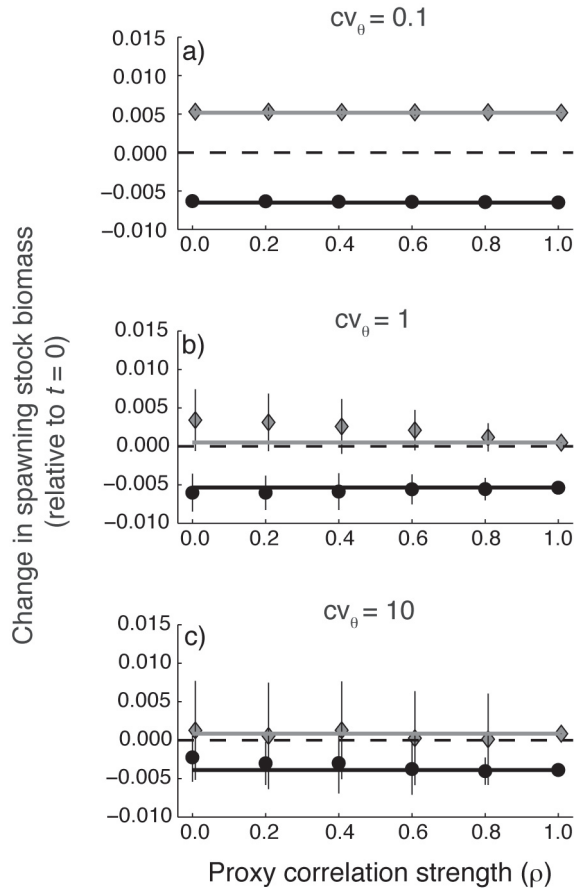 cvθ = 0.1
a)
0.015
0.010
0.005
0.000
−0.005
−0.010
0.0 0.2 0.4 0.6 0.8 1.0
cvθ = 1
b)
0.015
0.010
0.005
0.000
−0.005
−0.010
0.0 0.2 0.4 0.6 0.8 1.0
cvθ = 10
c)
0.015
0.010
0.005
0.000
−0.005
−0.010
0.0 0.2 0.4 0.6 0.8 1.0
Change in spawning stock biomass
(relative to t = 0)
Proxy correlation strength (ρ)